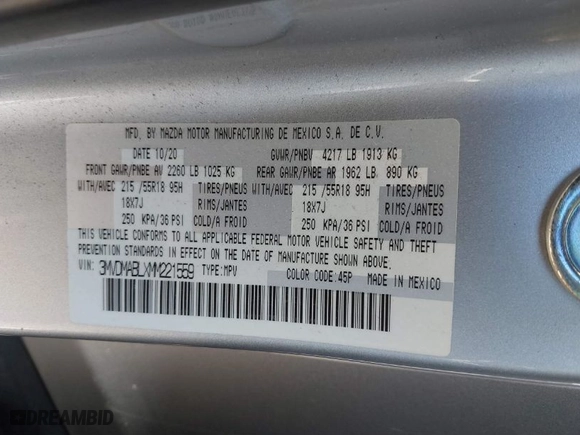 MFD. BY MAZDA MOTOR MANUFACTURING DE MEXICO S.A. DE C.V.
DATE 10/20 GVWR/PNBV 4217 LB 1913 KG
FRONT GAWR/PNBE AV 2260 LB 1025 KG REAR GAWR/PNBE AR 1962 LB 890 KG
WITH/AVEC 215 /55R18 95H TIRES/PNEUS WITH/AVEC 215 /55R18 95H TIRES/PNEUS
18X7J RIMS/JANTES 18X7J RIMS/JANTES
250 KPA/36 PSI COLD/A FROID 250 KPA/36 PSI COLD/A FROID
THIS VEHICLE CONFORMS TO ALL APPLICABLE FEDERAL MOTOR VEHICLE SAFETY AND THEFT
PREVENTION STANDARDS IN EFFECT ON THE DATE OF MANUFACTURE SHOWN ABOVE.
VIN: 3MVDMABLXMM221559 TYPE: MPV COLOR CODE: 45P MADE IN MEXICO
DREAMBID